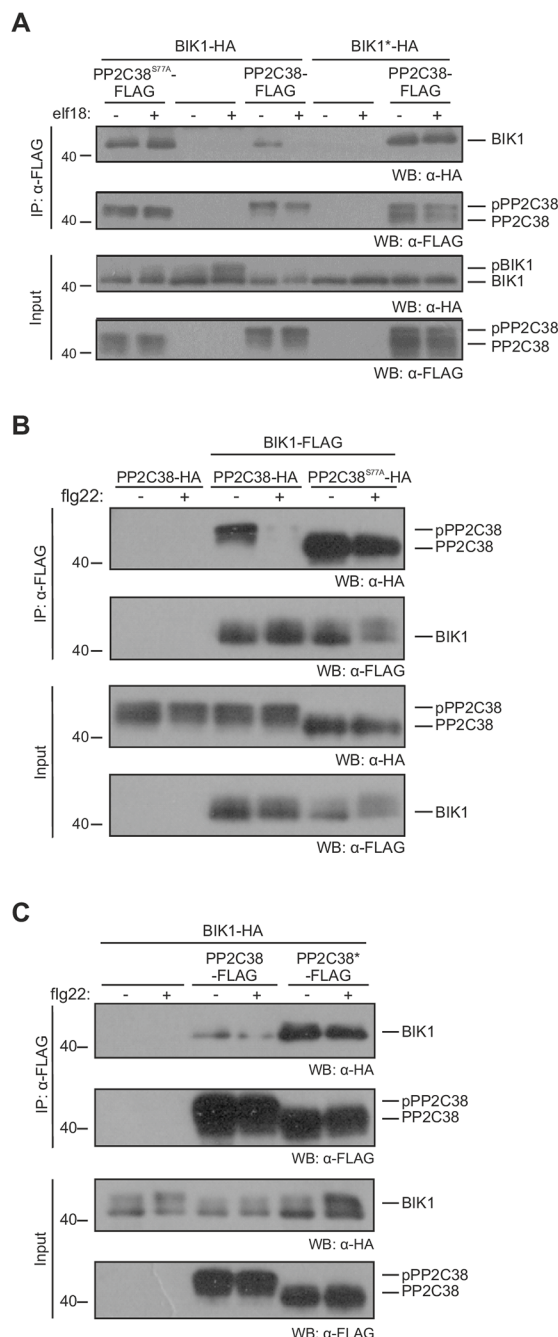 A
BIK1-HA BIK1*-HA
PP2C38S77A- PP2C38- PP2C38-
FLAG FLAG FLAG
elf18: - + - + - + - + - +
IP: α-FLAG
BIK1
40
WB: α-HA
pPP2C38
PP2C38
40
WB: α-FLAG
Input
pBIK1
BIK1
40
WB: α-HA
pPP2C38
PP2C38
40
WB: α-FLAG
B
BIK1-FLAG
PP2C38-HA PP2C38-HA PP2C38S77A-HA
flg22: - + - + - +
IP: α-FLAG
pPP2C38
PP2C38
40
WB: α-HA
BIK1
40
WB: α-FLAG
Input
pPP2C38
PP2C38
40
WB: α-HA
BIK1
40
WB: α-FLAG
C
BIK1-HA
PP2C38 PP2C38*
-FLAG -FLAG
flg22: - + - + - +
IP: α-FLAG
BIK1
40
WB: α-HA
pPP2C38
PP2C38
40
WB: α-FLAG
Input
BIK1
40
WB: α-HA
pPP2C38
PP2C38
40
WB: α-FLAG